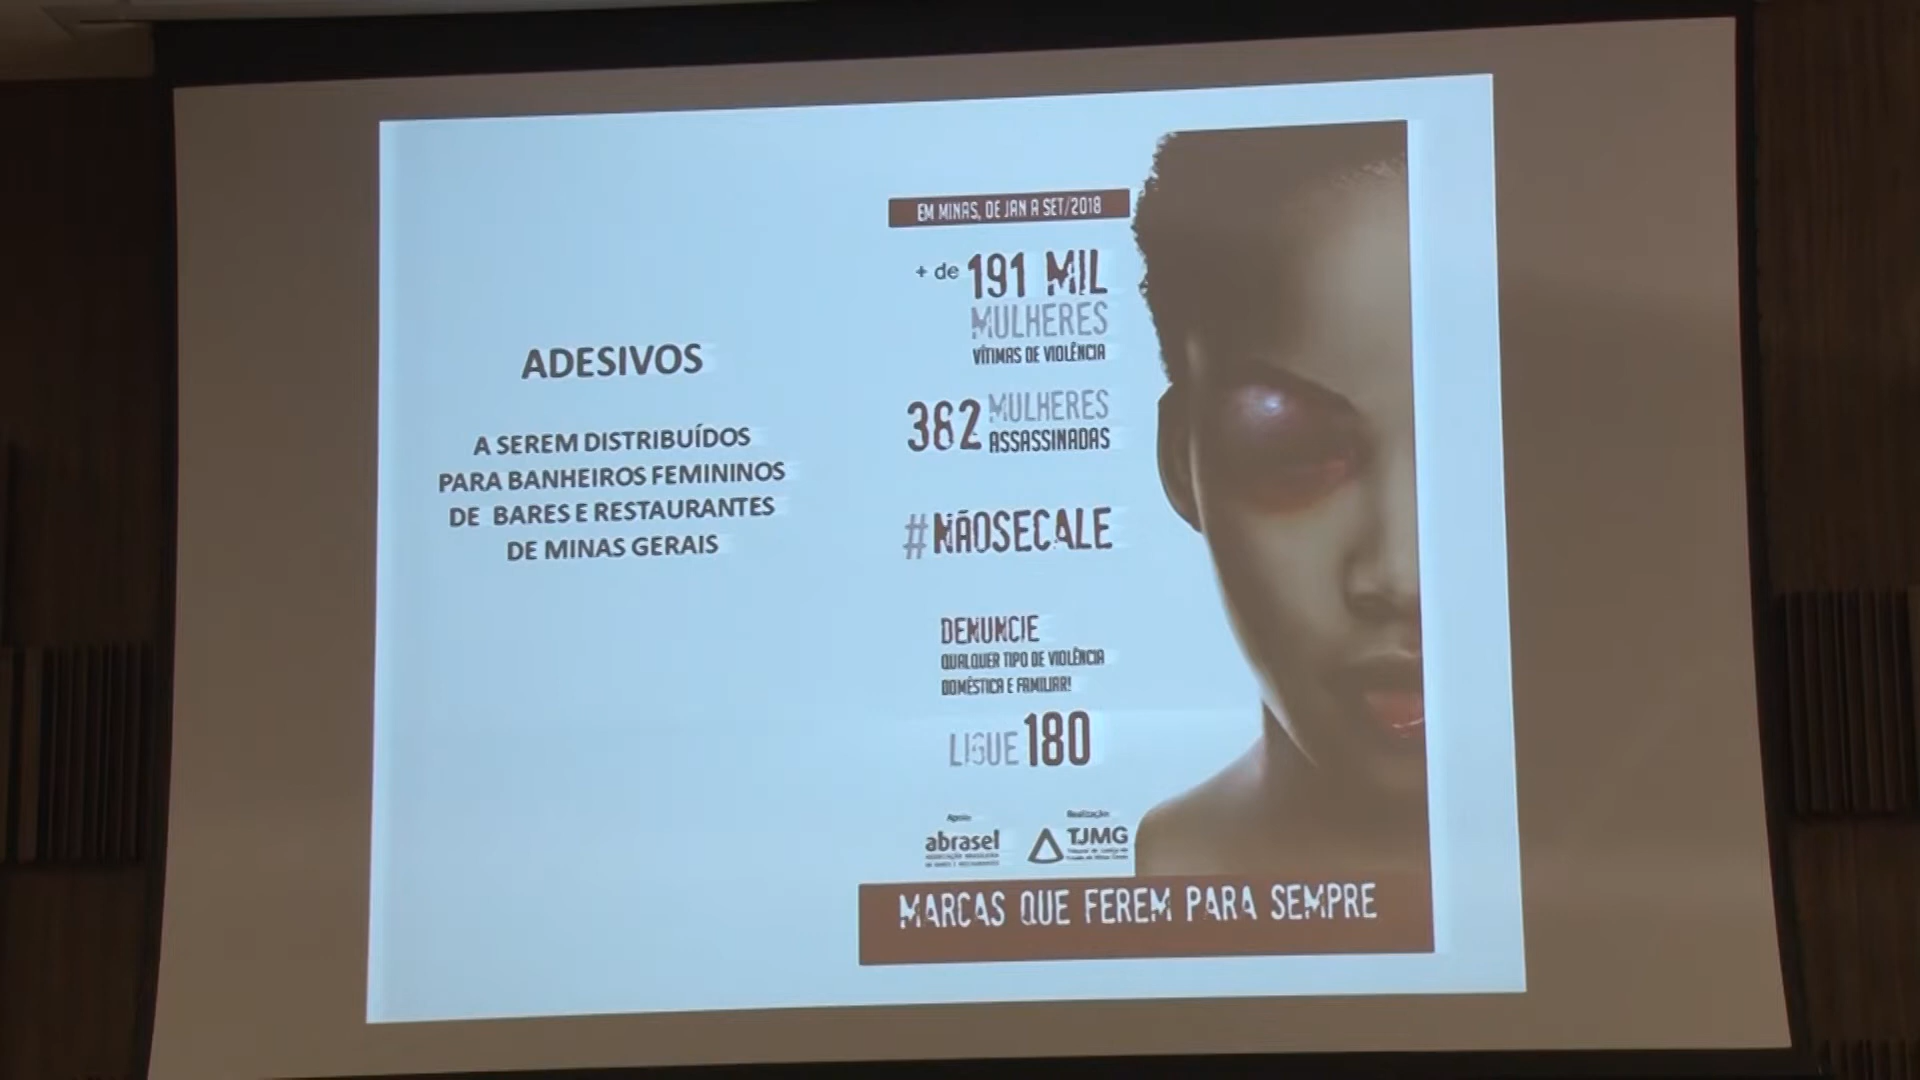 ADESIVOS
A SEREM DISTRIBUÍDOS
PARA BANHEIROS FEMININOS
DE BARES E RESTAURANTES
DE MINAS GERAIS
EM MINAS, DE JAN A SET/2018
+ de 191 MIL
MULHERES
VÍTIMAS DE VIOLÊNCIA
362 MULHERES
ASSASSINADAS
#NÃOSECALE
DENUNCIE
QUALQUER TIPO DE VIOLÊNCIA
DOMÉSTICA E FAMILIAR!
LIGUE 180
Apoio
abrasel
Realização
TJMG
MARCAS QUE FEREM PARA SEMPRE